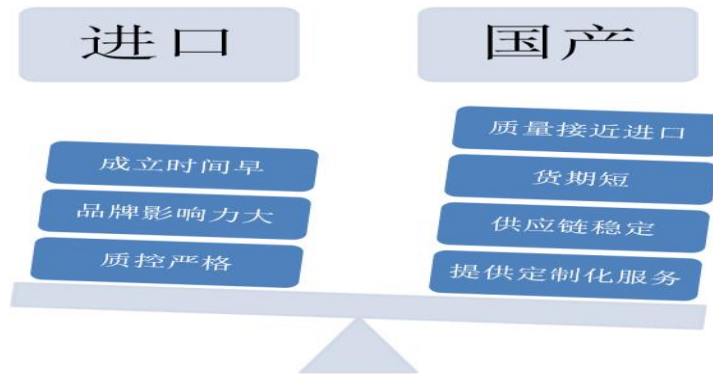 进口
国产
成立时间早
品牌影响力大
质控严格
质量接近进口
货期短
供应链稳定
提供定制化服务